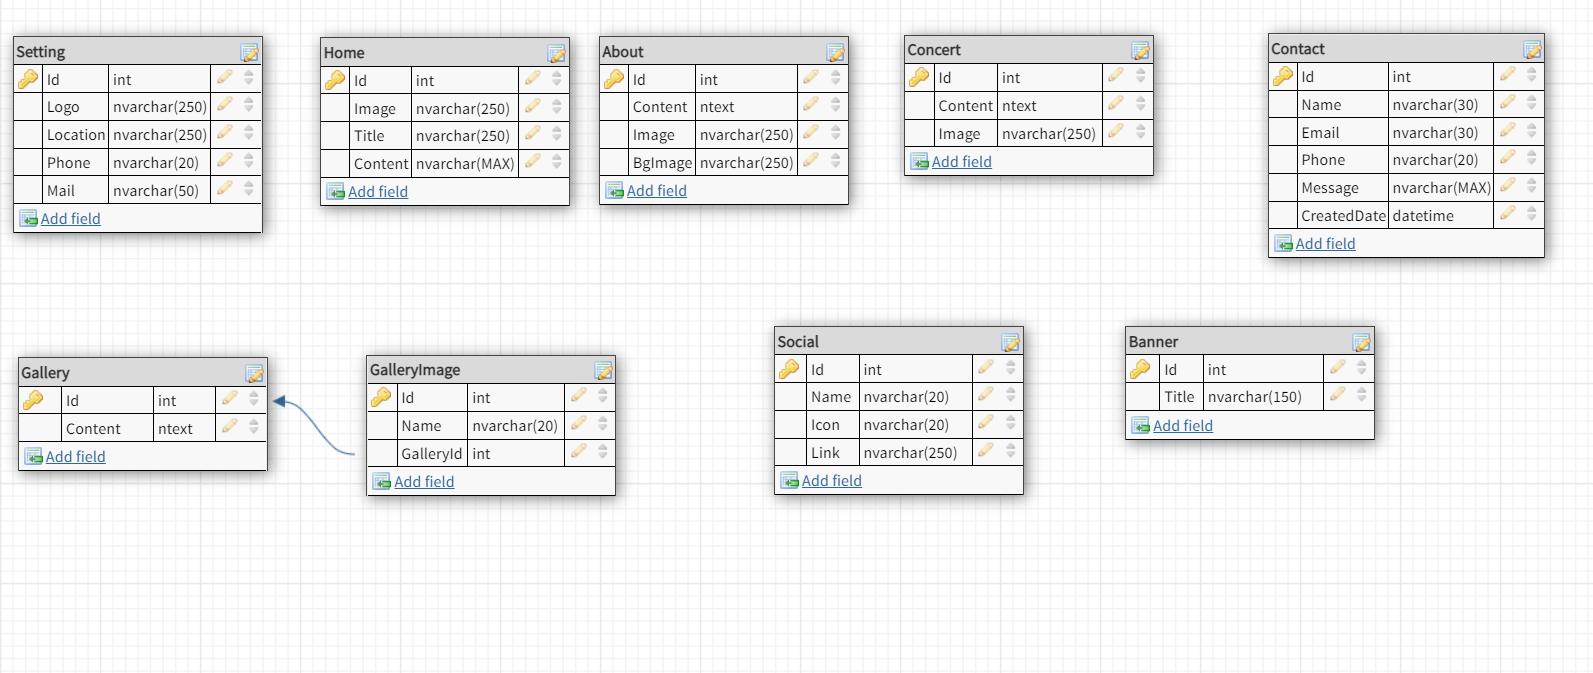 Setting
Id int
Logo nvarchar(250)
Location nvarchar(250)
Phone nvarchar(20)
Mail nvarchar(50)
Add field
Home
Id int
Image nvarchar(250)
Title nvarchar(250)
Content nvarchar(MAX)
Add field
About
Id int
Content ntext
Image nvarchar(250)
BgImage nvarchar(250)
Add field
Concert
Id int
Content ntext
Image nvarchar(250)
Add field
Contact
Id int
Name nvarchar(30)
Email nvarchar(30)
Phone nvarchar(20)
Message nvarchar(MAX)
CreatedDate datetime
Add field
Gallery
Id int
Content ntext
Add field
GalleryImage
Id int
Name nvarchar(20)
GalleryId int
Add field
Social
Id int
Name nvarchar(20)
Icon nvarchar(20)
Link nvarchar(250)
Add field
Banner
Id int
Title nvarchar(150)
Add field